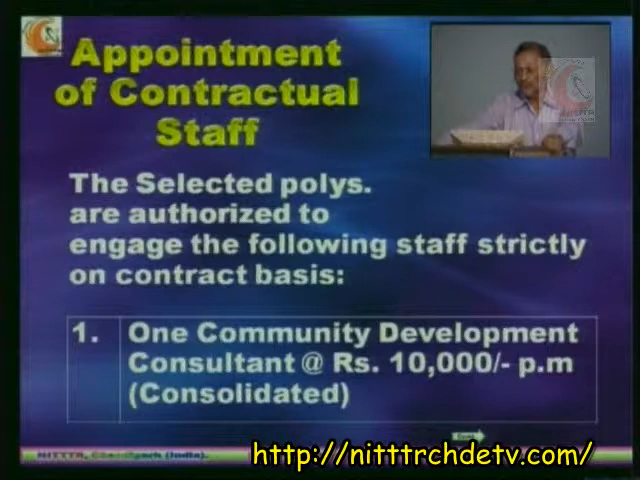 Appointment
of Contractual
Staff
The Selected polys.
are authorized to
engage the following staff strictly
on contract basis:
1. One Community Development
Consultant @ Rs. 10,000/- p.m
(Consolidated)
NITTTR, Chandigarh (India).
http://nitttrchdetv.com/